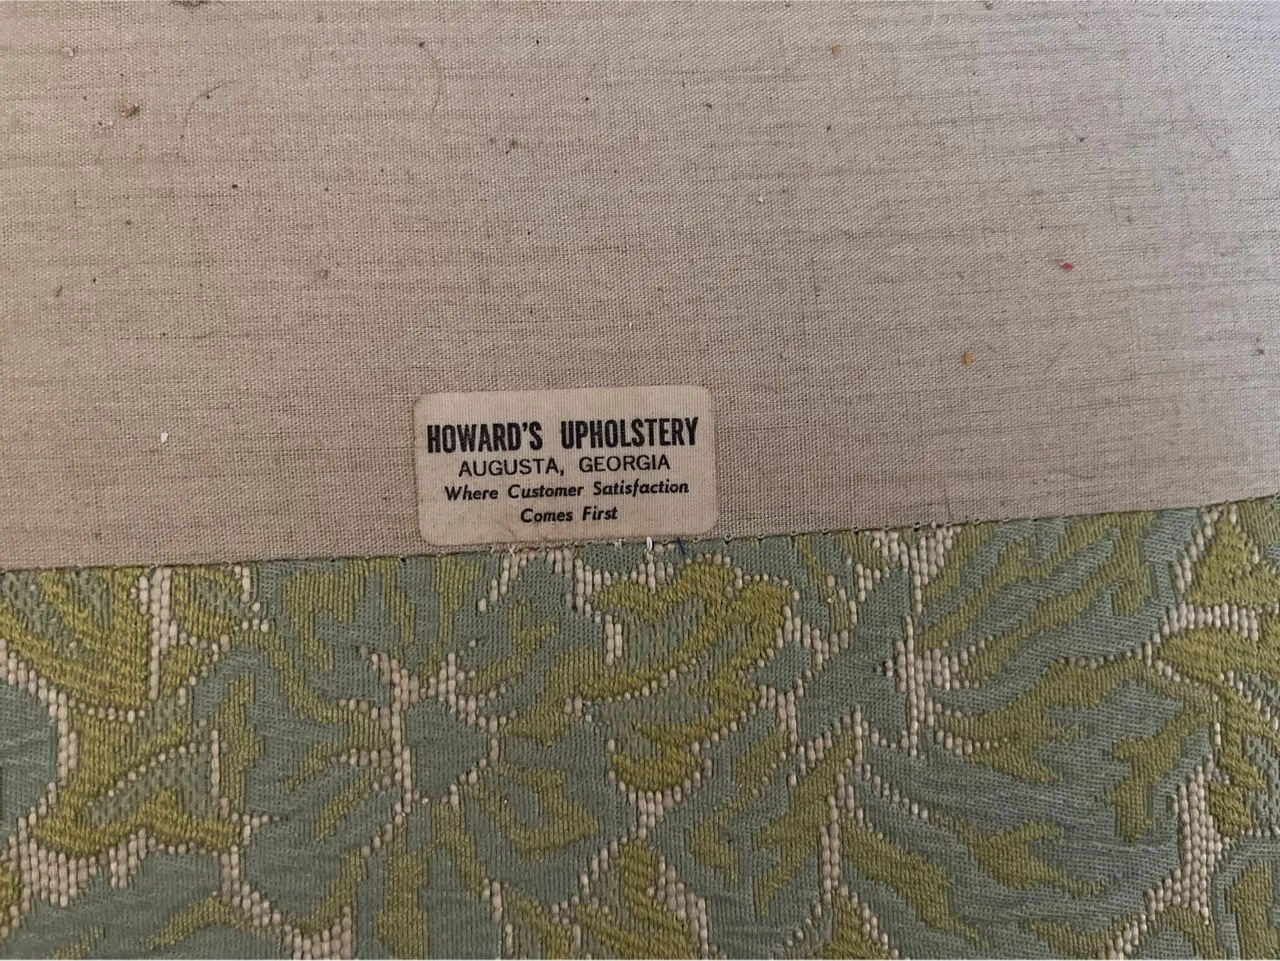 HOWARD'S UPHOLSTERY
AUGUSTA, GEORGIA
Where Customer Satisfaction
Comes First